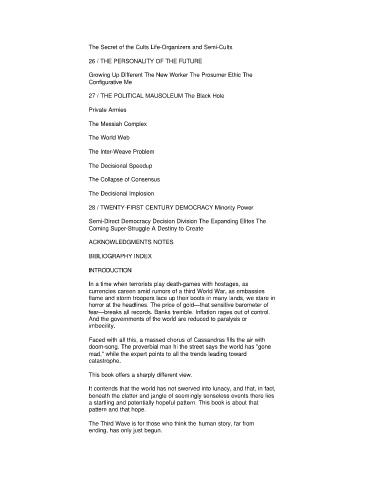 The Secret of the Cults Life-Organizers and Semi-Cults
26 / THE PERSONALITY OF THE FUTURE
Growing Up Different The New Worker The Prosumer Ethic The
Configurative Me
27 / THE POLITICAL MAUSOLEUM The Black Hole
Private Armies
The Messiah Complex
The World Web
The Inter-Weave Problem
The Decisional Speedup
The Collapse of Consensus
The Decisional Implosion
28 / TWENTY-FIRST CENTURY DEMOCRACY Minority Power
Semi-Direct Democracy Decision Division The Expanding Elites The
Coming Super-Struggle A Destiny to Create
ACKNOWLEDGMENTS NOTES
BIBLIOGRAPHY INDEX
INTRODUCTION
In a time when terrorists play death-games with hostages, as
currencies careen amid rumors of a third World War, as embassies
flame and storm troopers lace up their boots in many lands, we stare in
horror at the headlines. The price of gold—that sensitive barometer of
fear—breaks all records. Banks tremble. Inflation rages out of control.
And the governments of the world are reduced to paralysis or
imbecility.
Faced with all this, a massed chorus of Cassandras fills the air with
doom-song. The proverbial man hi the street says the world has "gone
mad," while the expert points to all the trends leading toward
catastrophe.
This book offers a sharply different view.
It contends that the world has not swerved into lunacy, and that, in fact,
beneath the clatter and jangle of seemingly senseless events there lies
a startling and potentially hopeful pattern. This book is about that
pattern and that hope.
The Third Wave is for those who think the human story, far from
ending, has only just begun.